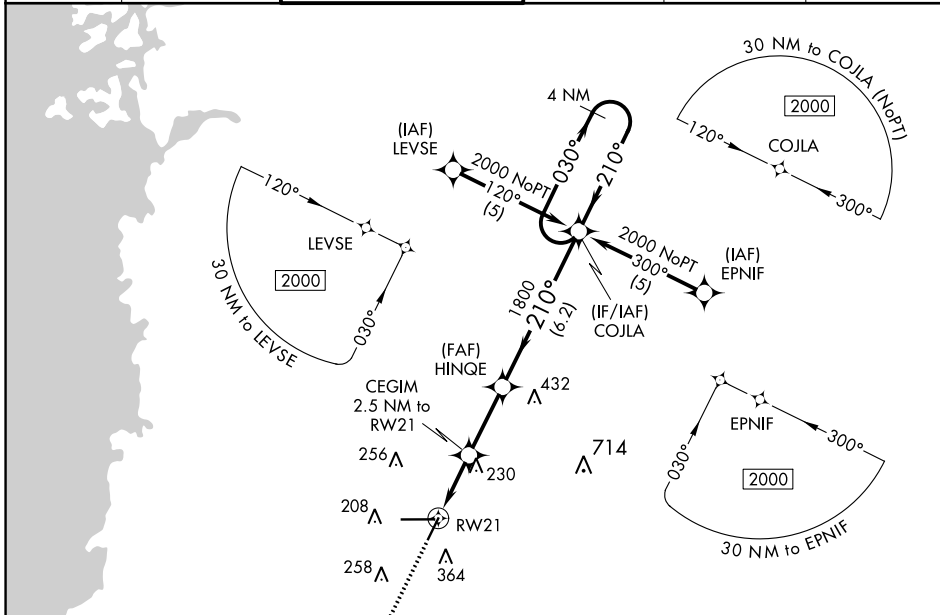 30 NM to COJLA (NoPT)
2000
120°
COJLA
300°
4 NM
030°
210°
(IAF)
LEVSE
2000 NoPT
120°
(5)
2000 NoPT
300°
(5)
(IAF)
EPNIF
(IF/IAF)
COJLA
120°
LEVSE
2000
030°
30 NM to LEVSE
1800
210°
(6.2)
(FAF)
HINQE
432
CEGIM
2.5 NM to
RW21
256
230
714
208
RW21
258
364
EPNIF
300°
030°
2000
30 NM to EPNIF